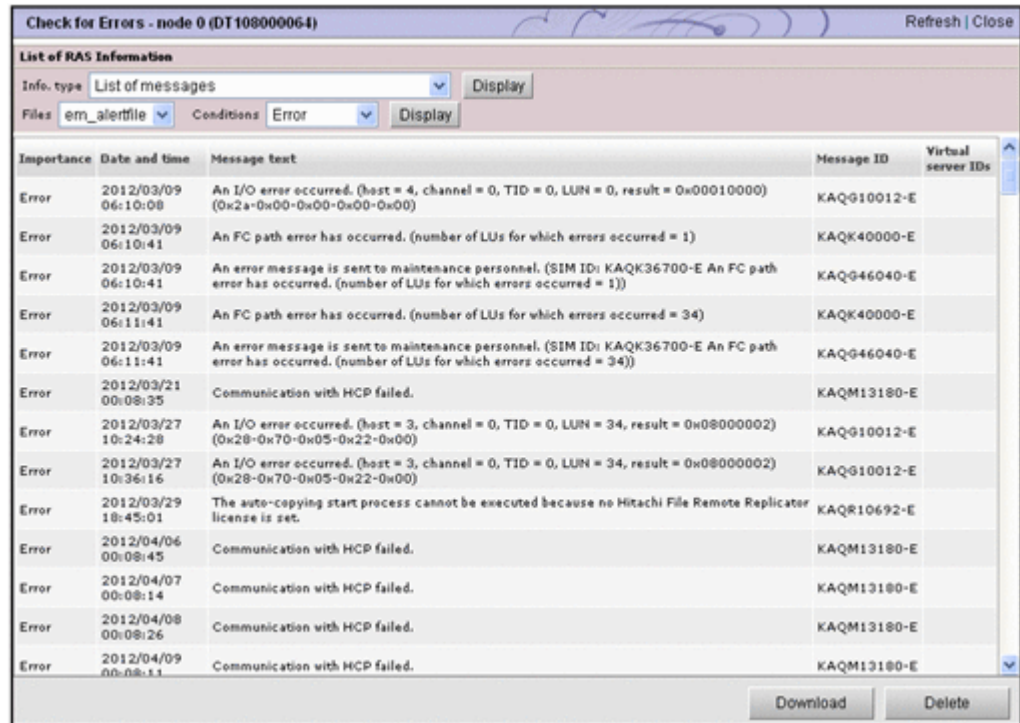 Check for Errors - node 0 (DT108000064)
Refresh | Close
List of RAS Information
Info. type List of messages Display
Files em_alertfile Conditions Error Display
Importance Date and time Message text Message ID Virtual server IDs
Error 2012/03/09 06:10:08 An I/O error occurred. (host = 4, channel = 0, TID = 0, LUN = 0, result = 0x00010000) (0x2a-0x00-0x00-0x00-0x00) KAQG10012-E
Error 2012/03/09 06:10:41 An FC path error has occurred. (number of LUs for which errors occurred = 1) KAQK40000-E
Error 2012/03/09 06:10:41 An error message is sent to maintenance personnel. (SIM ID: KAQK36700-E An FC path error has occurred. (number of LUs for which errors occurred = 1)) KAQG46040-E
Error 2012/03/09 06:11:41 An FC path error has occurred. (number of LUs for which errors occurred = 34) KAQK40000-E
Error 2012/03/09 06:11:41 An error message is sent to maintenance personnel. (SIM ID: KAQK36700-E An FC path error has occurred. (number of LUs for which errors occurred = 34)) KAQG46040-E
Error 2012/03/21 00:08:35 Communication with HCP failed. KAQM13180-E
Error 2012/03/27 10:24:28 An I/O error occurred. (host = 3, channel = 0, TID = 0, LUN = 34, result = 0x08000002) (0x28-0x70-0x05-0x22-0x00) KAQG10012-E
Error 2012/03/27 10:36:16 An I/O error occurred. (host = 3, channel = 0, TID = 0, LUN = 34, result = 0x08000002) (0x28-0x70-0x05-0x22-0x00) KAQG10012-E
Error 2012/03/29 18:45:01 The auto-copying start process cannot be executed because no Hitachi File Remote Replicator license is set. KAQR10692-E
Error 2012/04/06 00:08:45 Communication with HCP failed. KAQM13180-E
Error 2012/04/07 00:08:14 Communication with HCP failed. KAQM13180-E
Error 2012/04/08 00:08:26 Communication with HCP failed. KAQM13180-E
Error 2012/04/09 00:08:11 Communication with HCP failed. KAQM13180-E
Download Delete